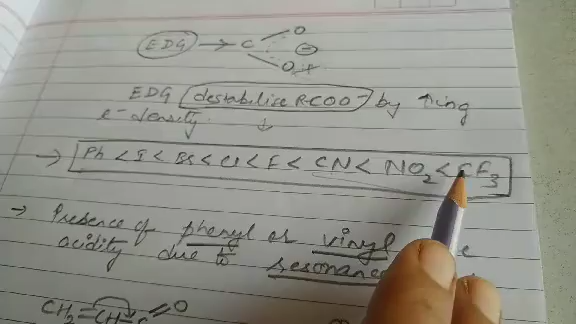 EDG → C O ⊖ O
EDG destabilise R-COO⁻ by ↑ing
e⁻ density
↓
→ Ph < I < Br < Cl < F < CN < NO₂ < CF₃
→ Presence of phenyl or vinyl
acidity due to resonance
CH₂=CH-C=O